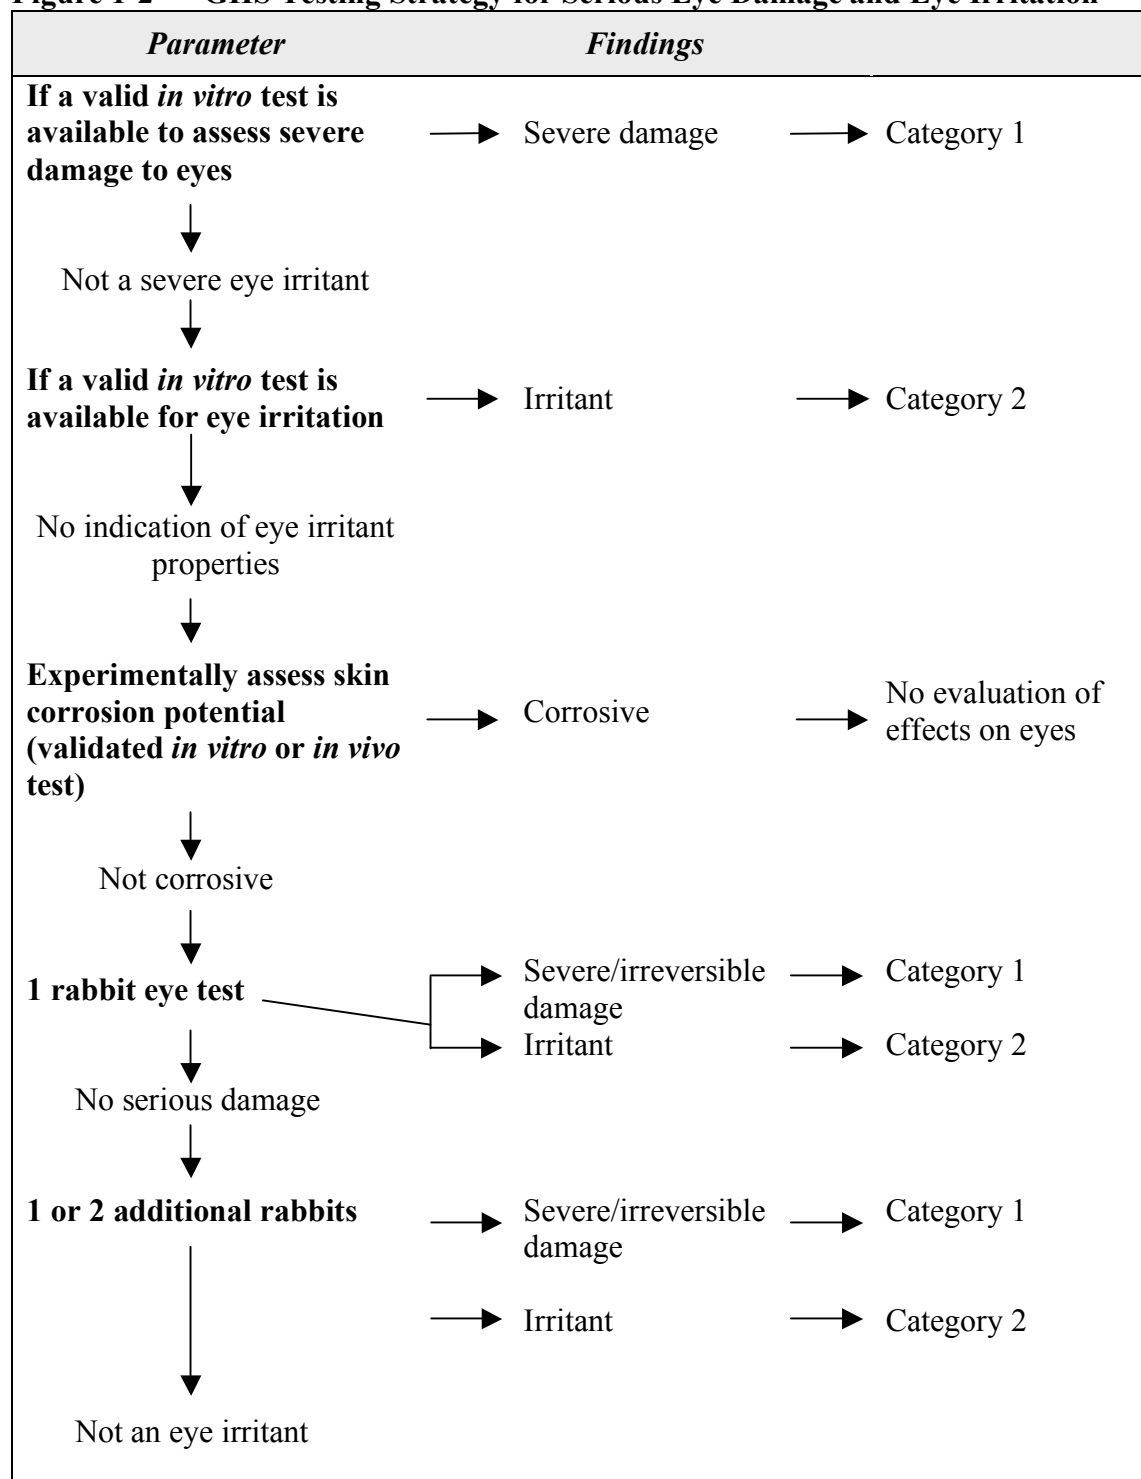 Figure 1-2 GHS Testing Strategy for Serious Eye Damage and Eye Irritation
Parameter Findings
If a valid in vitro test is
available to assess severe
damage to eyes
Severe damage
Category 1
Not a severe eye irritant
If a valid in vitro test is
available for eye irritation
Irritant
Category 2
No indication of eye irritant
properties
Experimentally assess skin
corrosion potential
(validated in vitro or in vivo
test)
Corrosive
No evaluation of
effects on eyes
Not corrosive
1 rabbit eye test
Severe/irreversible
damage
Category 1
Irritant
Category 2
No serious damage
1 or 2 additional rabbits
Severe/irreversible
damage
Category 1
Irritant
Category 2
Not an eye irritant